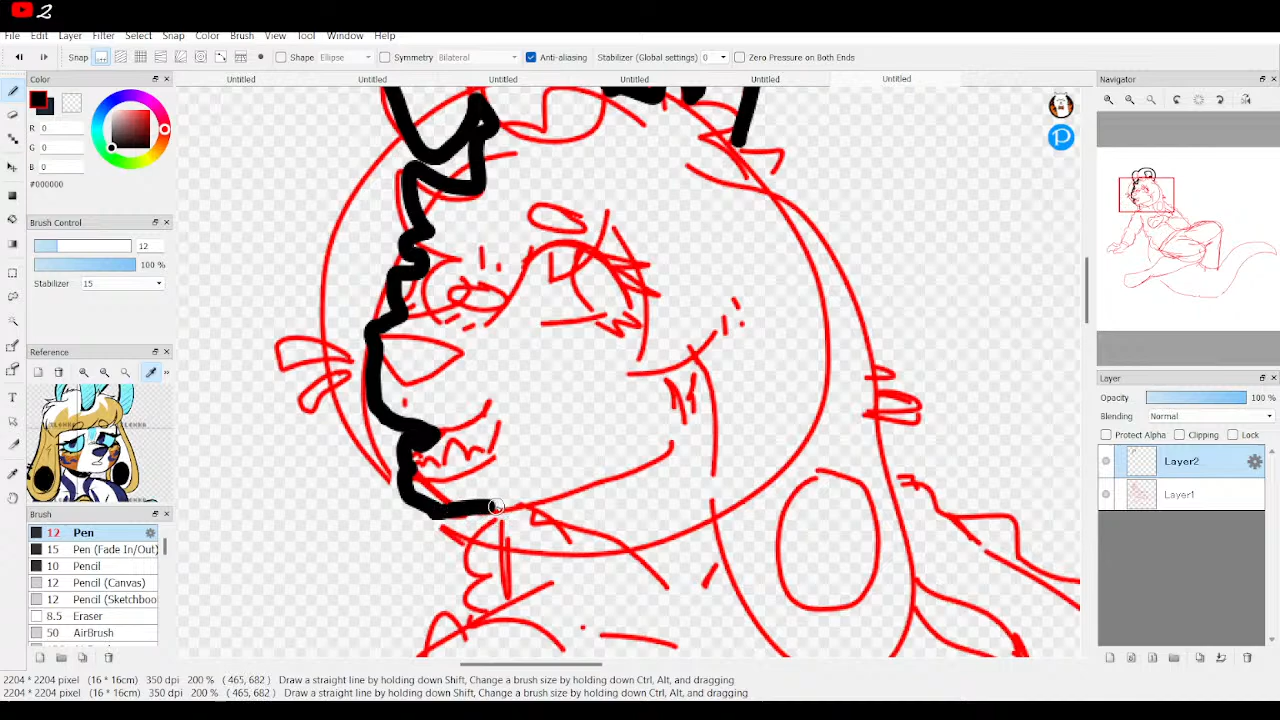 2
File Edit Layer Filter Select Snap Color Brush View Tool Window Help
Snap Shape Ellipse Symmetry Bilateral Anti-aliasing Stabilizer (Global settings) 0 Zero Pressure on Both Ends
Color
Untitled Untitled Untitled Untitled Untitled Untitled
Navigator
R 0
G 0
B 0
#000000
Brush Control
12
100 %
Stabilizer 15
Reference
Brush
12 Pen
15 Pen (Fade In/Out)
10 Pencil
12 Pencil (Canvas)
12 Pencil (Sketchboo
8.5 Eraser
50 AirBrush
Layer
Opacity 100 %
Blending Normal
Protect Alpha Clipping Lock
Layer2
Layer1
2204 * 2204 pixel (16 * 16cm) 350 dpi 200 % ( 465, 682 ) Draw a straight line by holding down Shift, Change a brush size by holding down Ctrl, Alt, and dragging
2204 * 2204 pixel (16 * 16cm) 350 dpi 200 % ( 465, 682 ) Draw a straight line by holding down Shift, Change a brush size by holding down Ctrl, Alt, and dragging